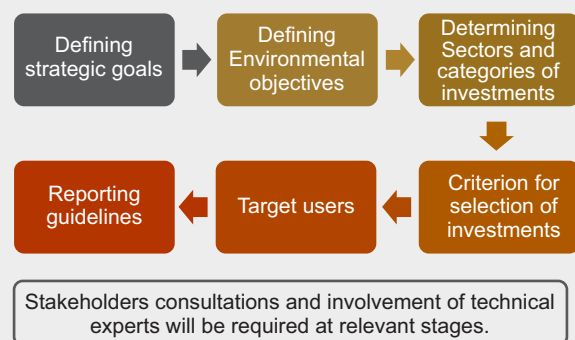 Defining
strategic goals
Defining
Environmental
objectives
Determining
Sectors and
categories of
investments
Criterion for
selection of
investments
Target users
Reporting
guidelines
Stakeholders consultations and involvement of technical
experts will be required at relevant stages.